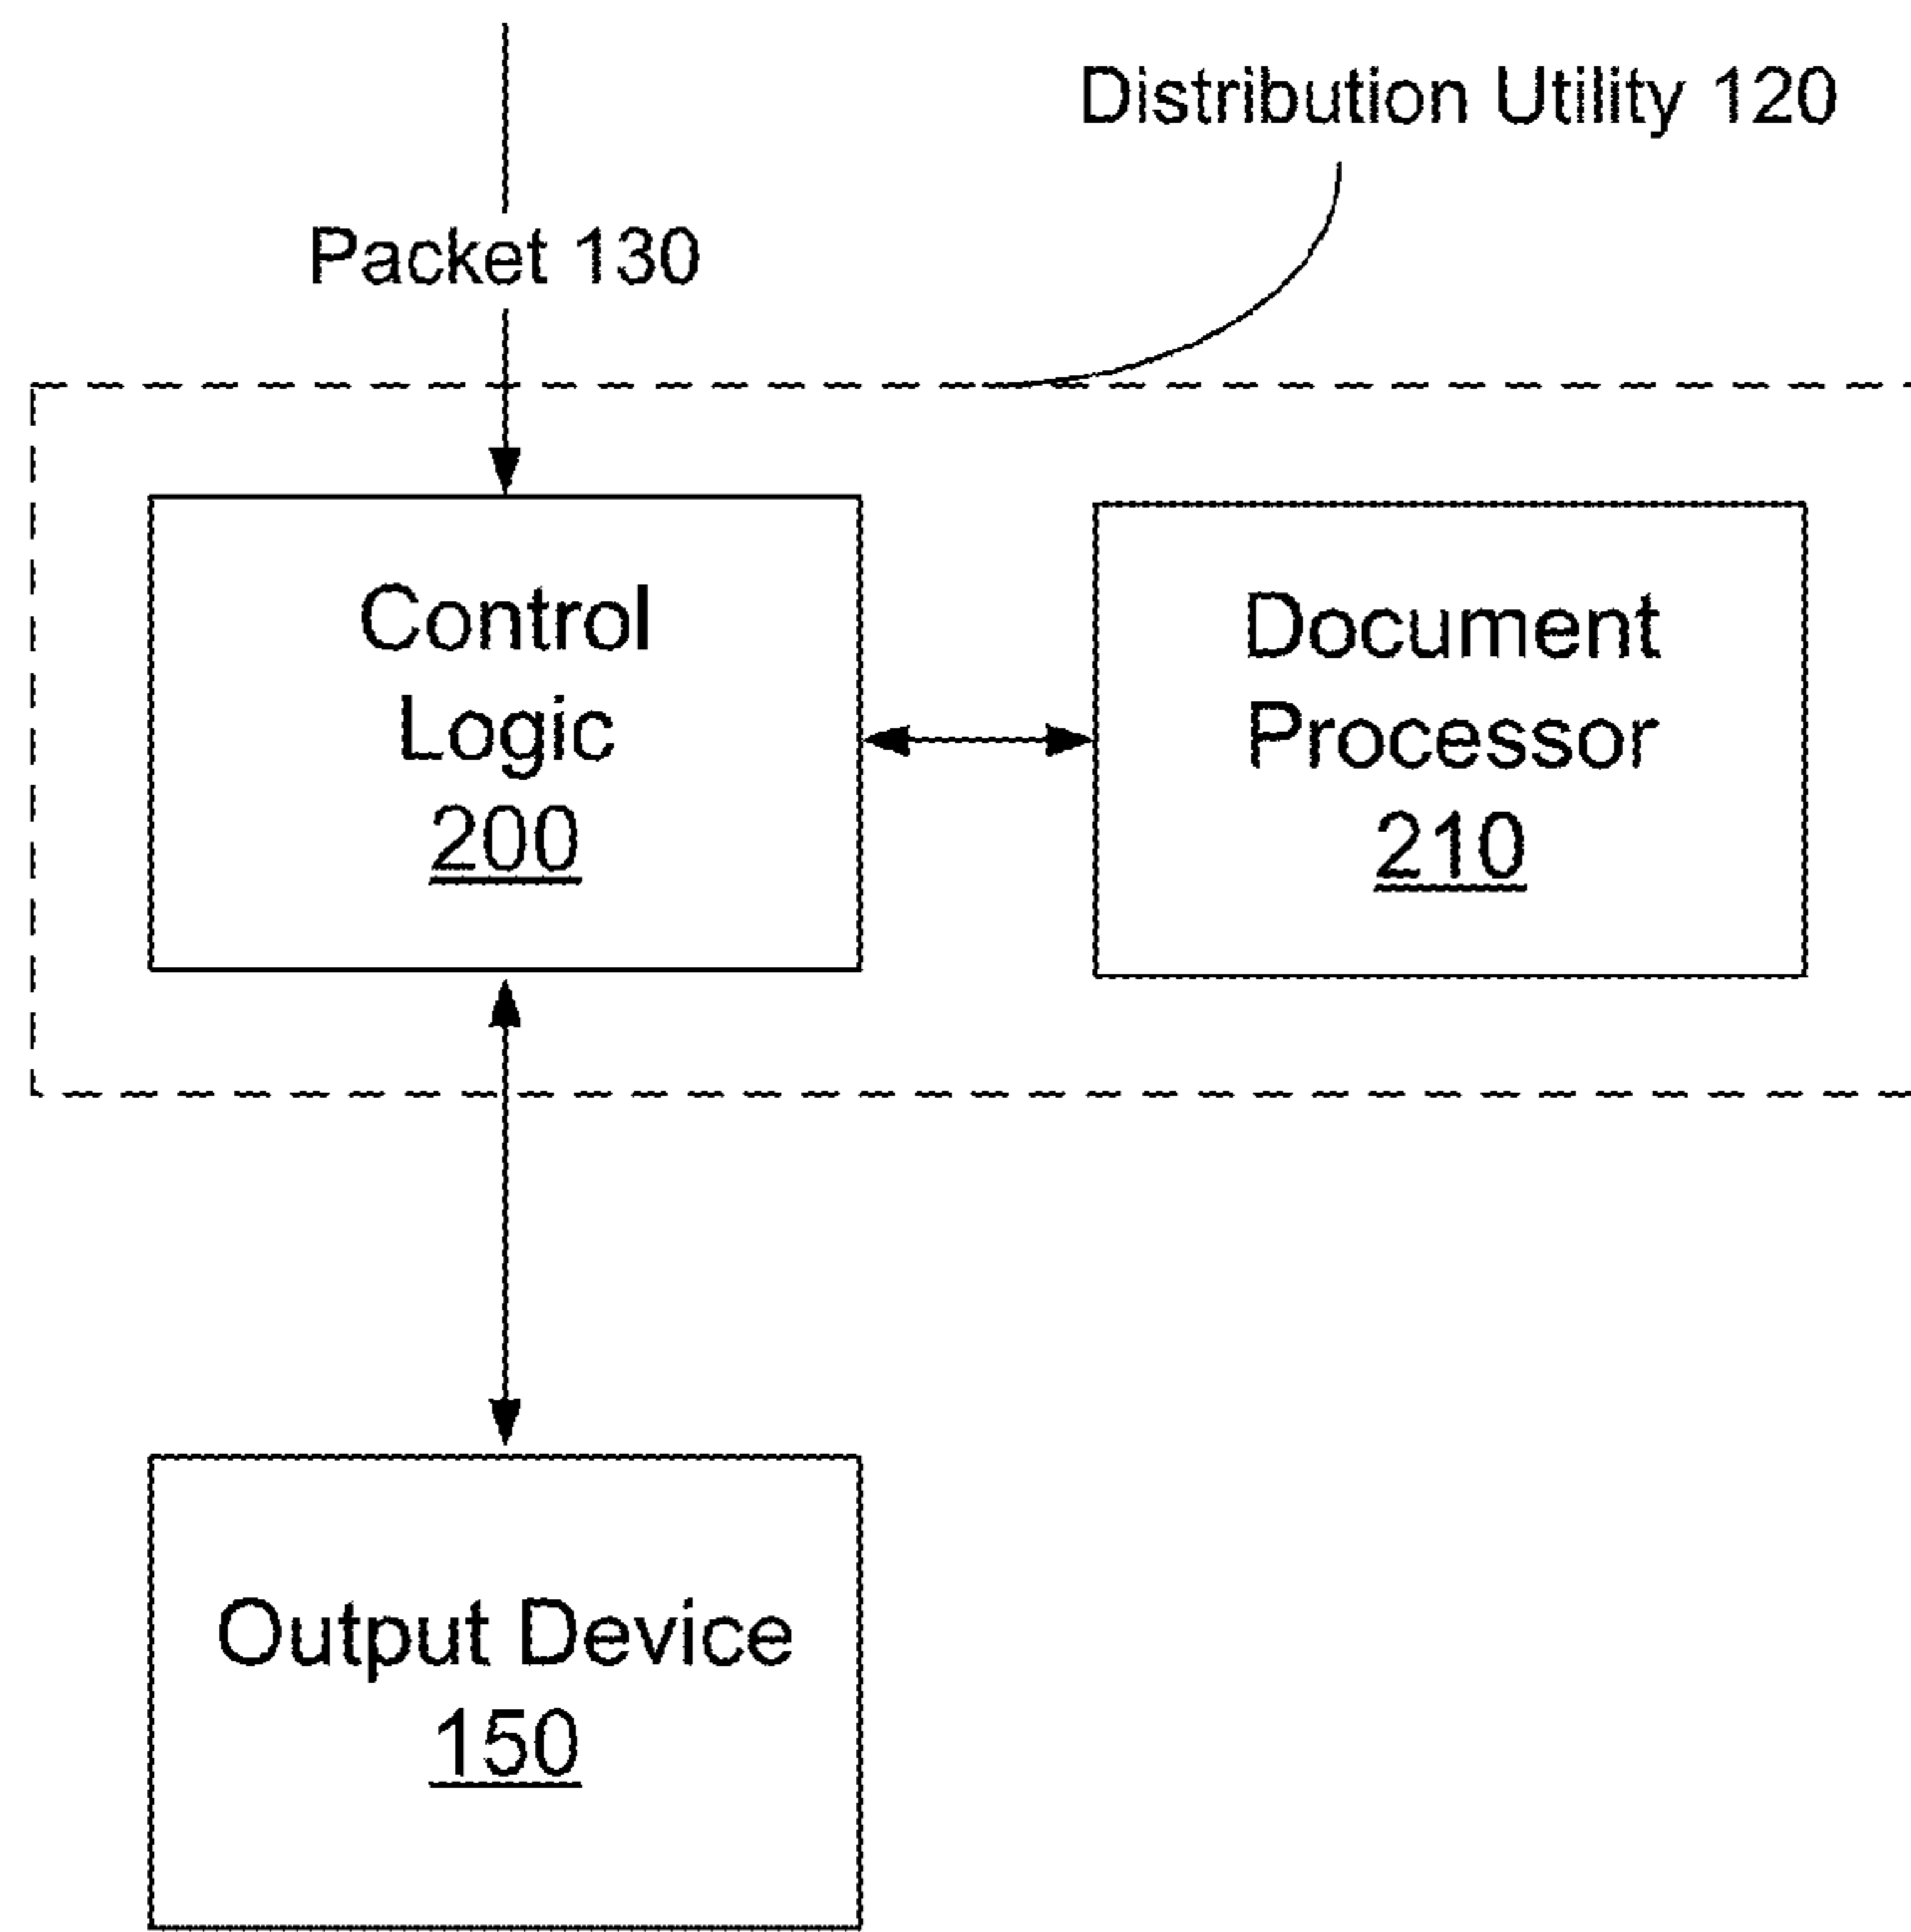 Distribution Utility 120
Packet 130
Control
Logic
200
Document
Processor
210
Output Device
150